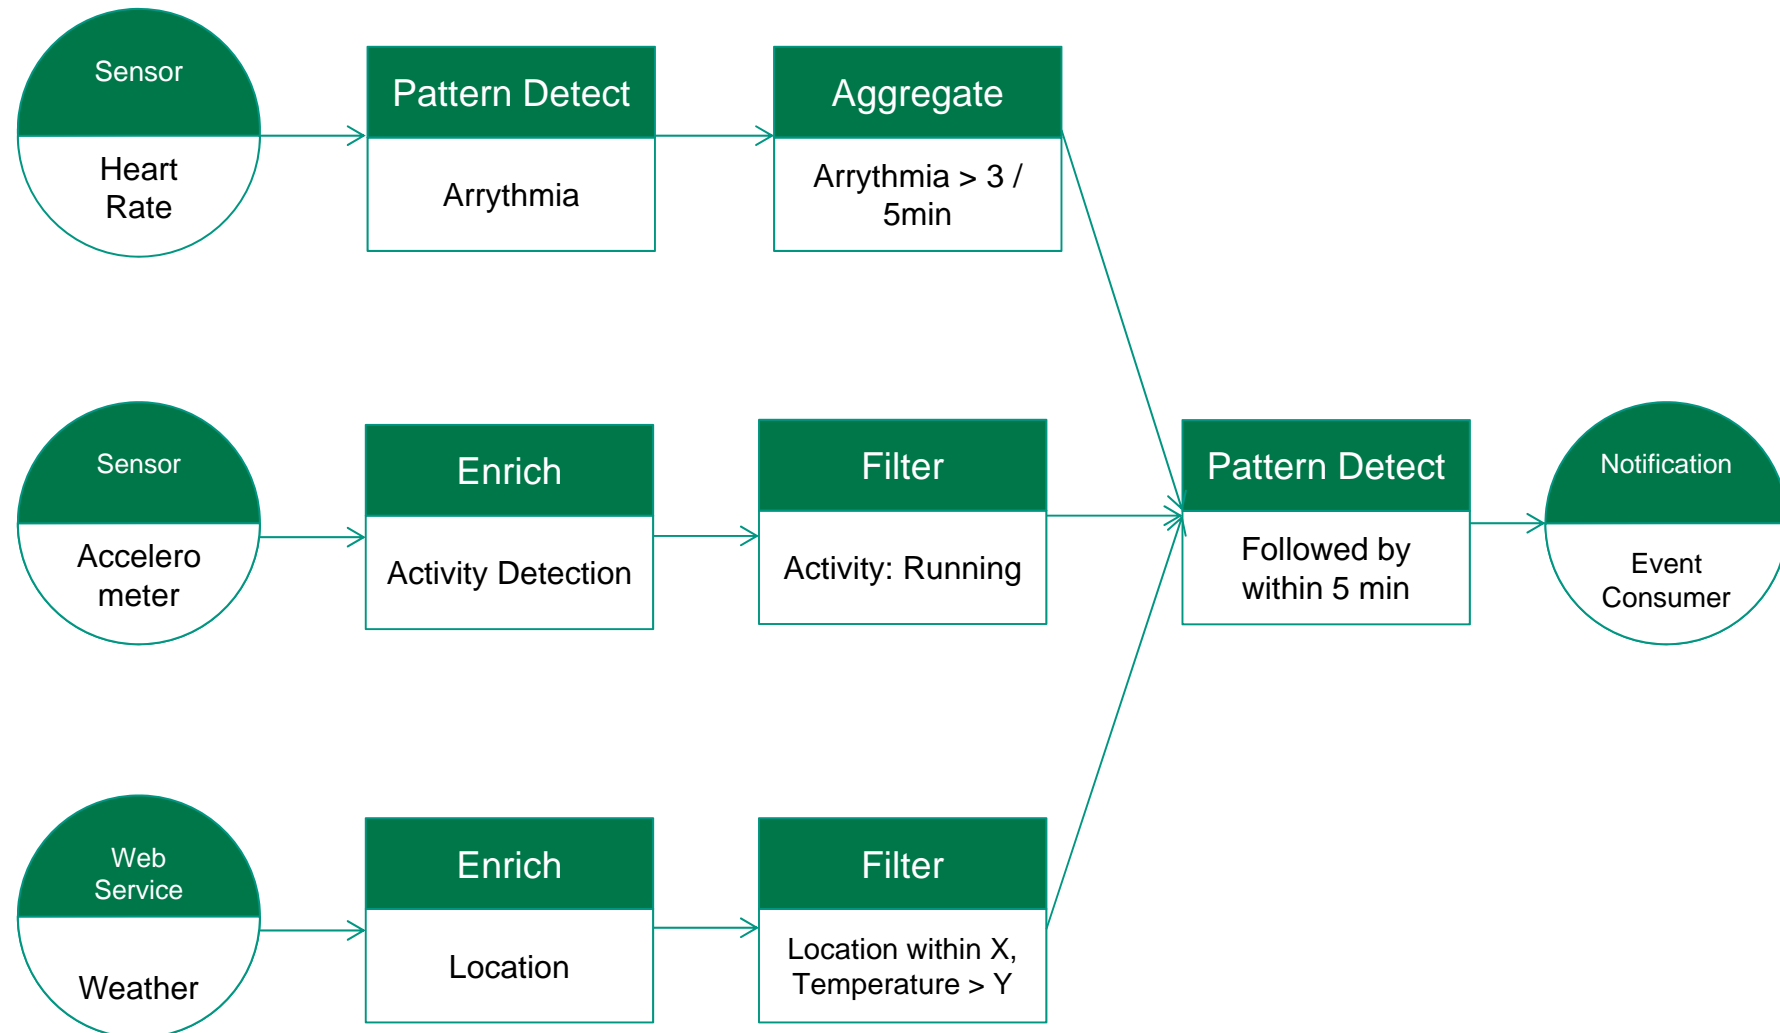 Sensor
Heart
Rate
Pattern Detect
Arrythmia
Aggregate
Arrythmia > 3 /
5min
Sensor
Accelero
meter
Enrich
Activity Detection
Filter
Activity: Running
Pattern Detect
Followed by
within 5 min
Notification
Event
Consumer
Web
Service
Weather
Enrich
Location
Filter
Location within X,
Temperature > Y